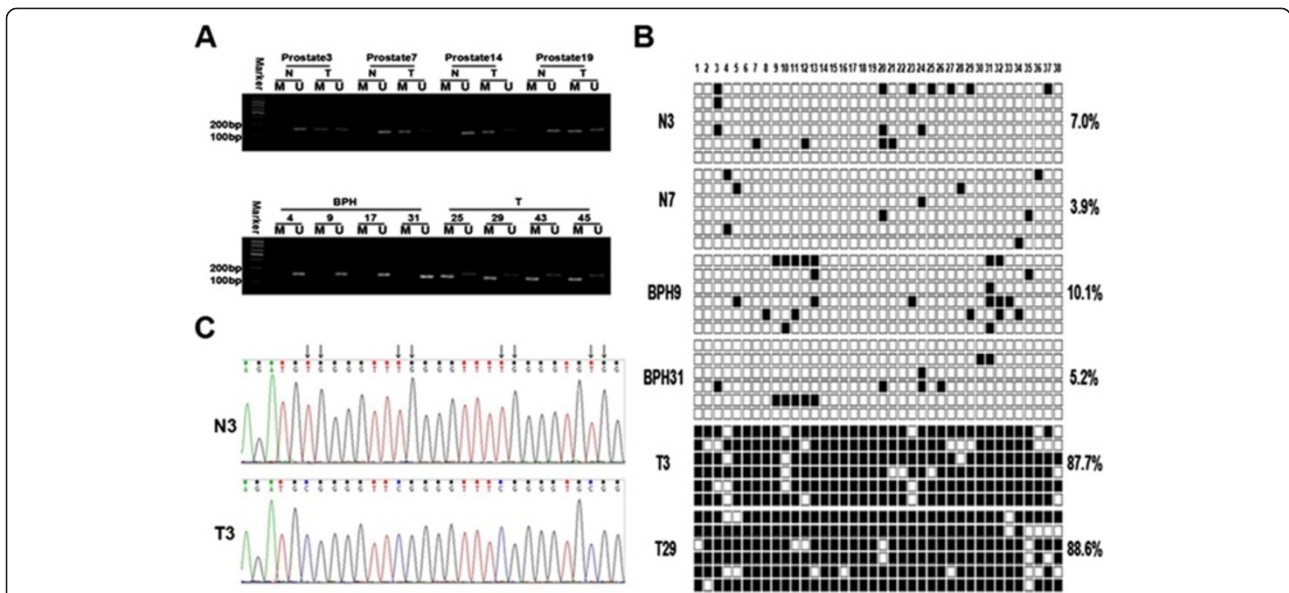 A
Prostate3 Prostate7 Prostate14 Prostate19
N T N T N T N T
Marker M U M U M U M U M U M U M U M U
200bp
100bp
BPH T
4 9 17 31 25 29 43 45
Marker M U M U M U M U M U M U M U M U
200bp
100bp
B
1 2 3 4 5 6 7 8 9 10 11 12 13 14 15 16 17 18 19 20 21 22 23 24 25 26 27 28 29 30 31 32 33 34 35 36 37 38
N3 7.0%
N7 3.9%
BPH9 10.1%
BPH31 5.2%
T3 87.7%
T29 88.6%
C
A G A T G T G G G G T T T G G G G T T T T G G G G T G T G G
N3
A G A T G C G G G G T T C G G G G T T T C G G G G T G C G G
T3